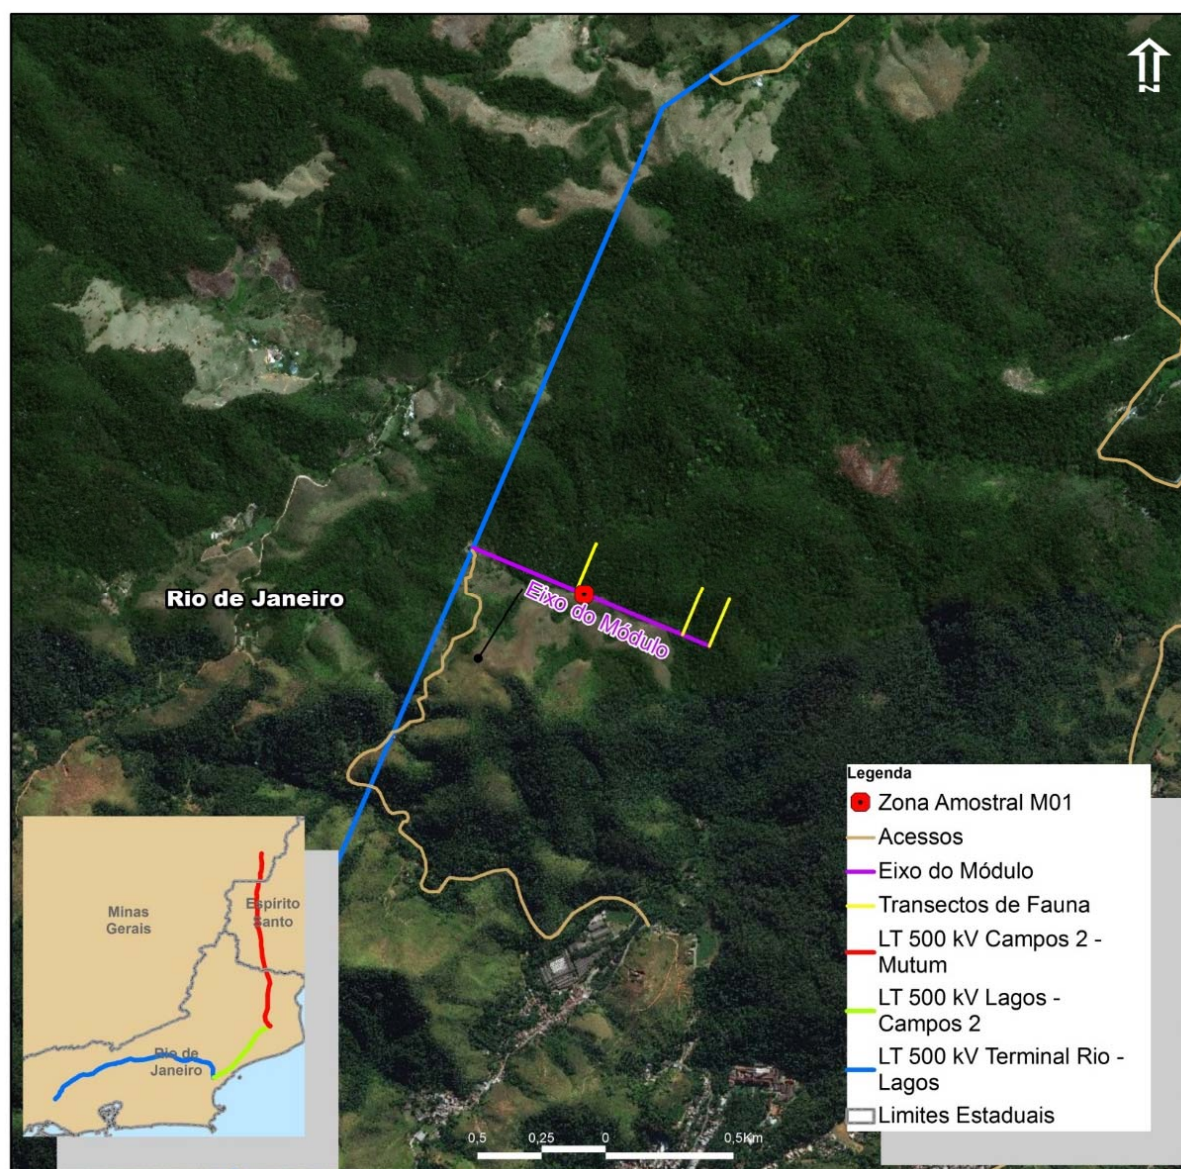 N
Rio de Janeiro
Eixo do Módulo
Legenda
Zona Amostral M01
Acessos
Eixo do Módulo
Transectos de Fauna
LT 500 kV Campos 2 -
Mutum
LT 500 kV Lagos -
Campos 2
LT 500 kV Terminal Rio -
Lagos
Limites Estaduais
Minas
Gerais
Espírito
Santo
Rio de
Janeiro
0,5 0,25 0 0,5Km